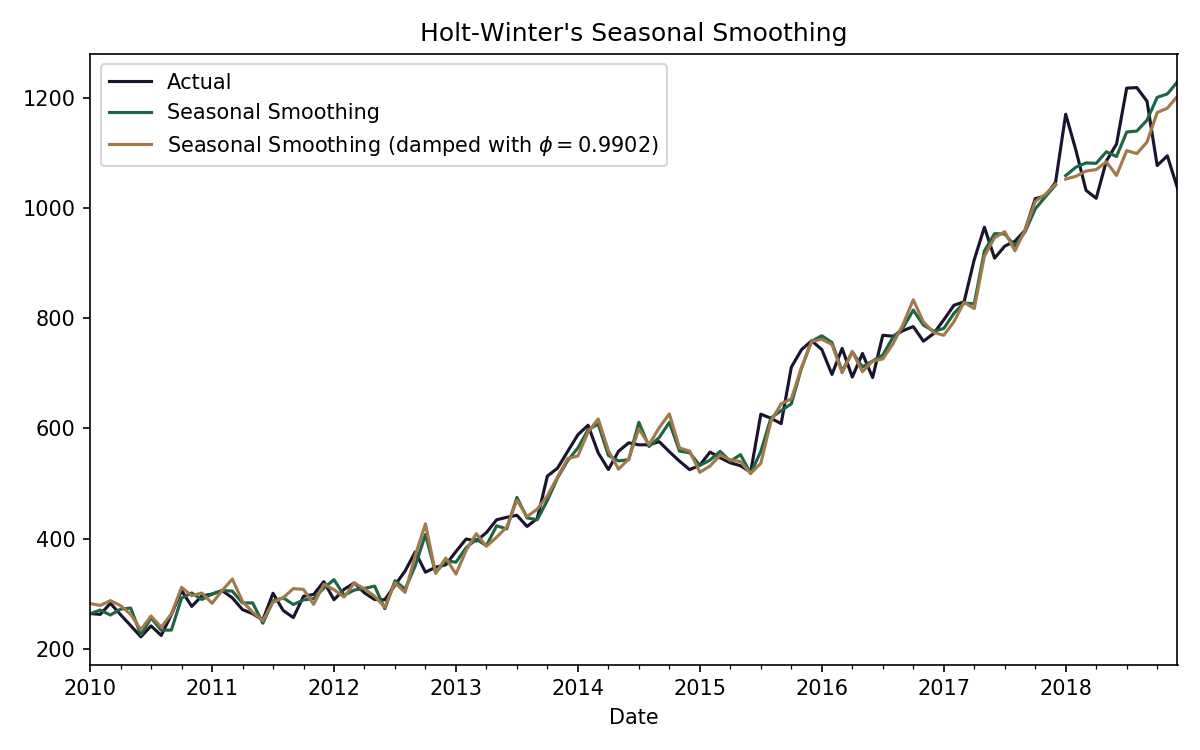 Holt-Winter's Seasonal Smoothing
Actual
Seasonal Smoothing
Seasonal Smoothing (damped with ϕ = 0.9902)
1200
1000
800
600
400
200
2010 2011 2012 2013 2014 2015 2016 2017 2018
Date